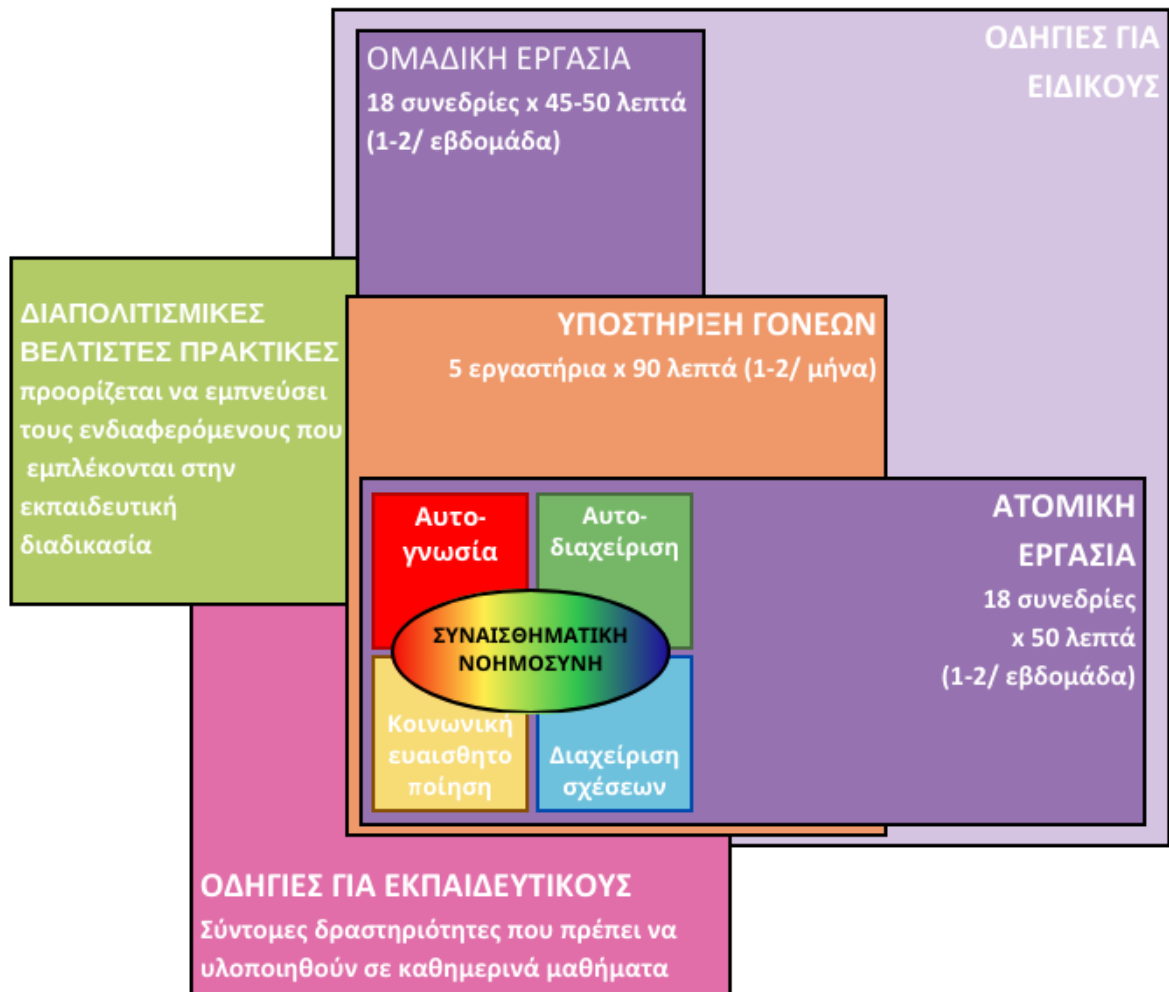 ΟΔΗΓΙΕΣ ΓΙΑ
ΕΙΔΙΚΟΥΣ
ΟΜΑΔΙΚΗ ΕΡΓΑΣΙΑ
18 συνεδρίες x 45-50 λεπτά
(1-2/ εβδομάδα)
ΔΙΑΠΟΛΙΤΙΣΜΙΚΕΣ
ΒΕΛΤΙΣΤΕΣ ΠΡΑΚΤΙΚΕΣ
προορίζεται να εμπνεύσει
τους ενδιαφερόμενους που
εμπλέκονται στην
εκπαιδευτική
διαδικασία
ΥΠΟΣΤΗΡΙΞΗ ΓΟΝΕΩΝ
5 εργαστήρια x 90 λεπτά (1-2/ μήνα)
ΑΤΟΜΙΚΗ
ΕΡΓΑΣΙΑ
18 συνεδρίες
x 50 λεπτά
(1-2/ εβδομάδα)
Αυτο-
γνωσία
Αυτο-
διαχείριση
ΣΥΝΑΙΣΘΗΜΑΤΙΚΗ
ΝΟΗΜΟΣΥΝΗ
Κοινωνική
ευαισθητο
ποίηση
Διαχείριση
σχέσεων
ΟΔΗΓΙΕΣ ΓΙΑ ΕΚΠΑΙΔΕΥΤΙΚΟΥΣ
Σύντομες δραστηριότητες που πρέπει να
υλοποιηθούν σε καθημερινά μαθήματα